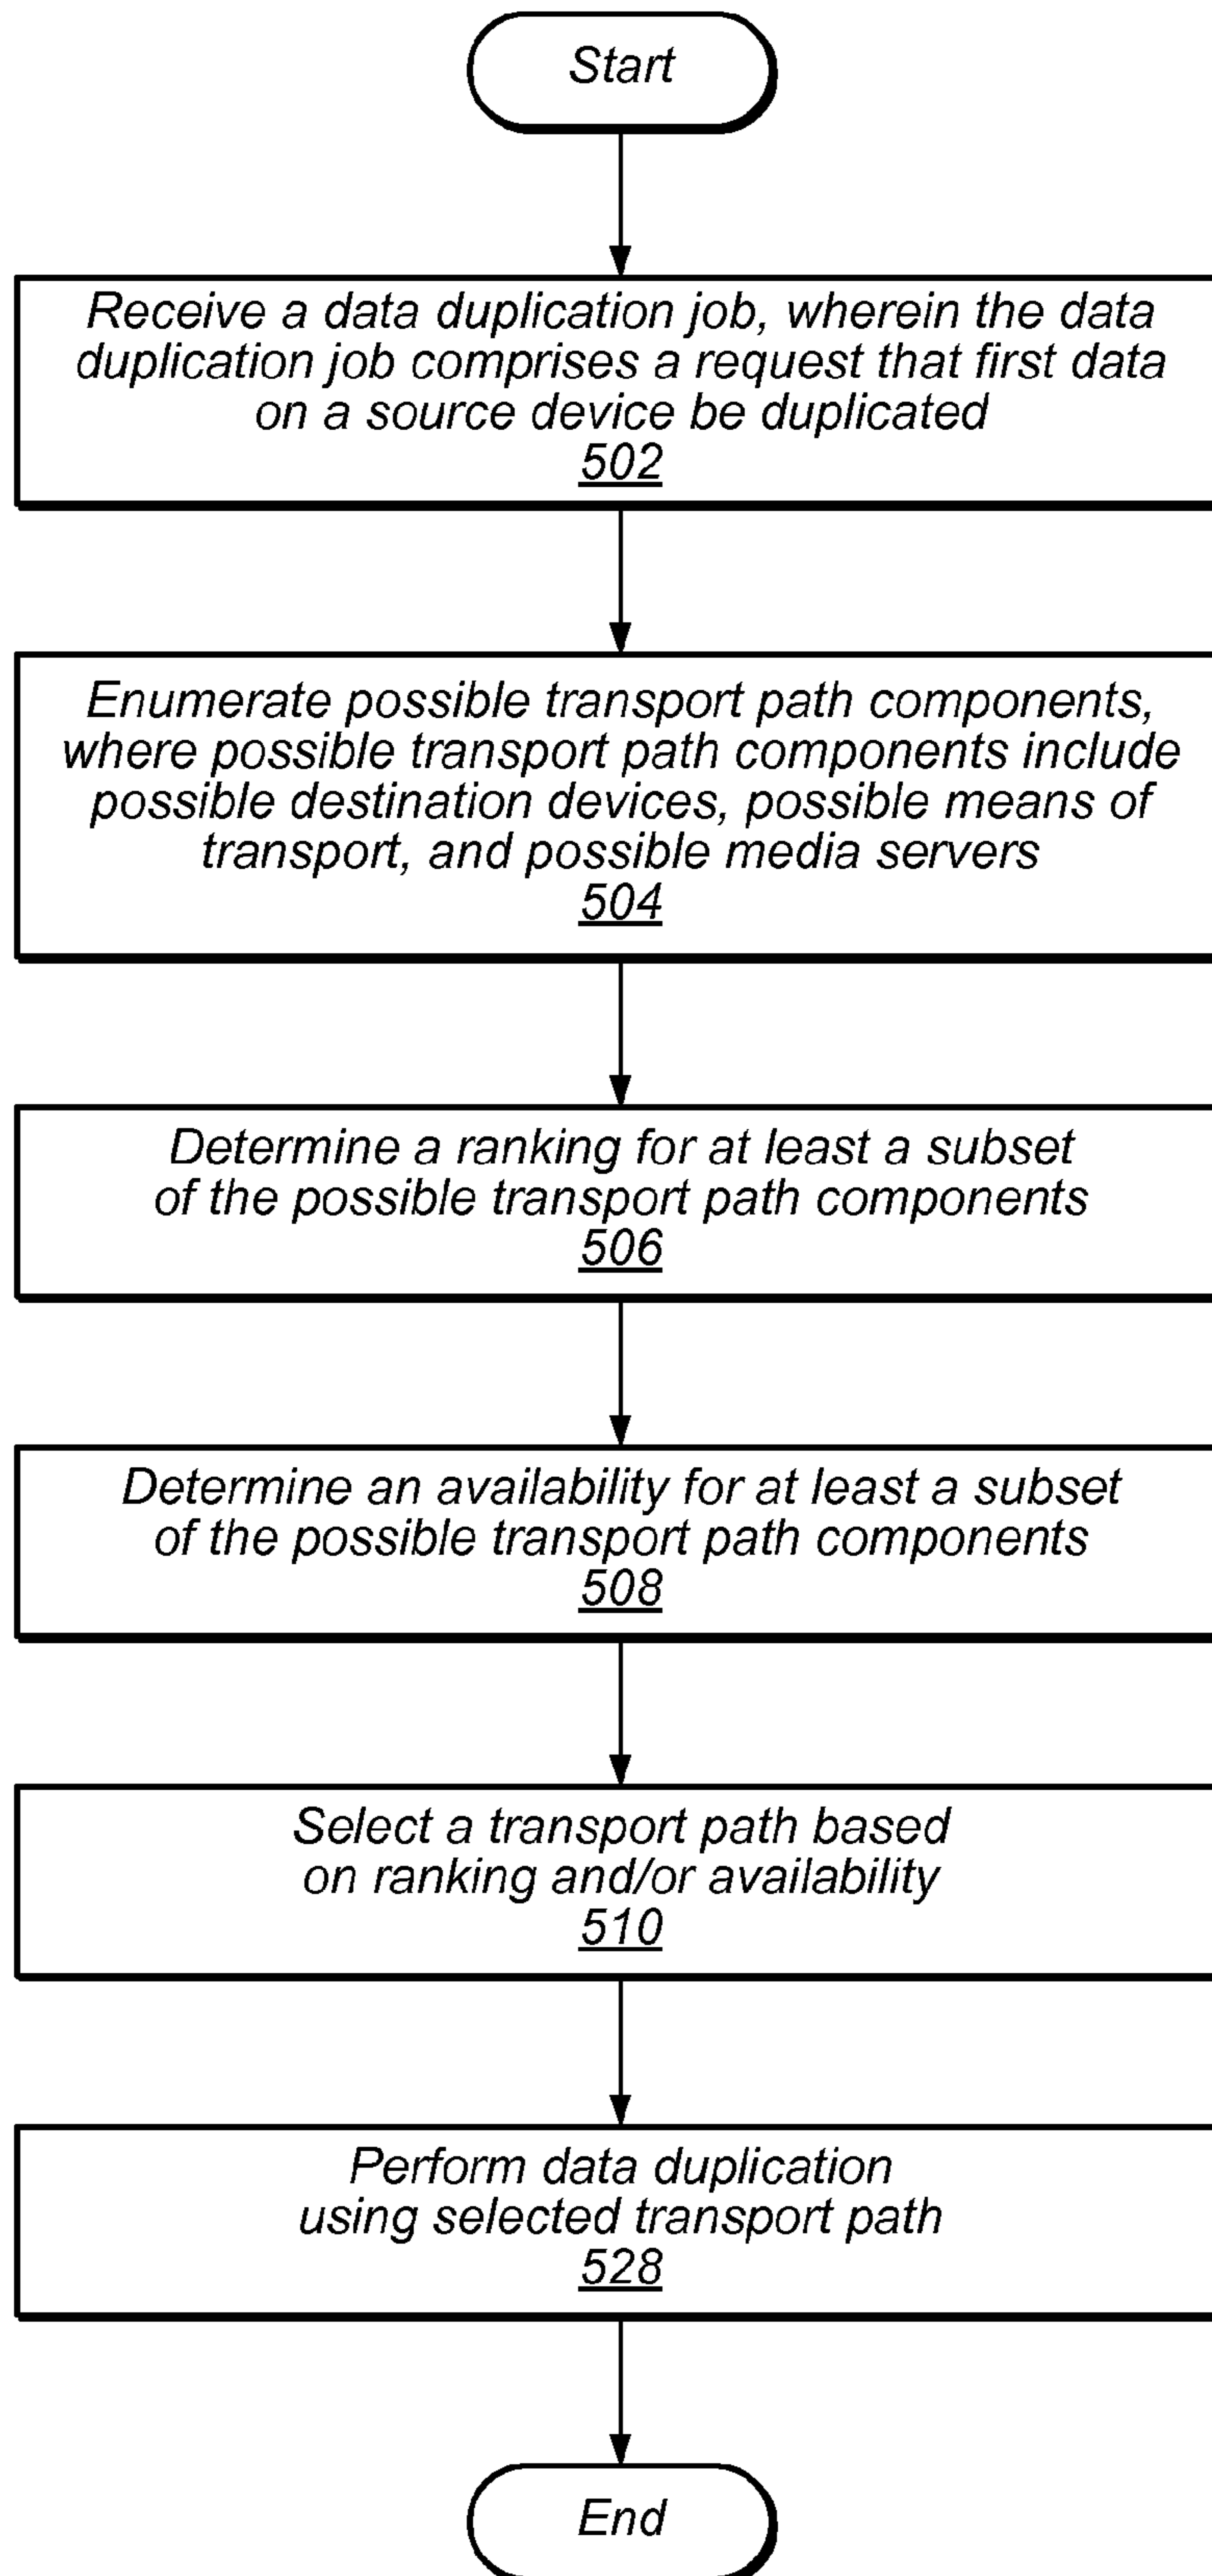 Start
Receive a data duplication job, wherein the data
duplication job comprises a request that first data
on a source device be duplicated
502
Enumerate possible transport path components,
where possible transport path components include
possible destination devices, possible means of
transport, and possible media servers
504
Determine a ranking for at least a subset
of the possible transport path components
506
Determine an availability for at least a subset
of the possible transport path components
508
Select a transport path based
on ranking and/or availability
510
Perform data duplication
using selected transport path
528
End